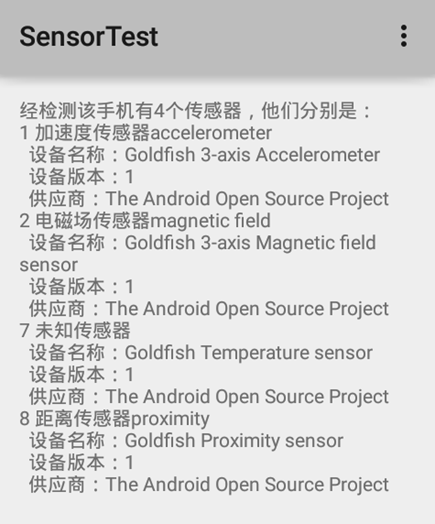 SensorTest
经检测该手机有4个传感器，他们分别是：
1 加速度传感器accelerometer
设备名称：Goldfish 3-axis Accelerometer
设备版本：1
供应商：The Android Open Source Project
2 电磁场传感器magnetic field
设备名称：Goldfish 3-axis Magnetic field
sensor
设备版本：1
供应商：The Android Open Source Project
7 未知传感器
设备名称：Goldfish Temperature sensor
设备版本：1
供应商：The Android Open Source Project
8 距离传感器proximity
设备名称：Goldfish Proximity sensor
设备版本：1
供应商：The Android Open Source Project